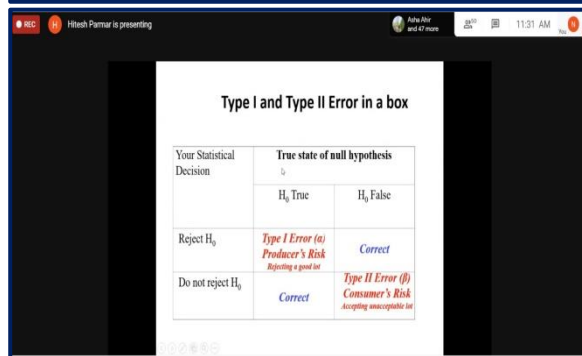 REC
H
Hitesh Parmar is presenting
Asha Ahir
and 47 more
11:31 AM
You
N
Type I and Type II Error in a box
Your Statistical
Decision
True state of null hypothesis
H₀ True
H₀ False
Reject H₀
Type I Error (α)
Producer's Risk
Rejecting a good lot
Correct
Do not reject H₀
Correct
Type II Error (β)
Consumer's Risk
Accepting unacceptable lot